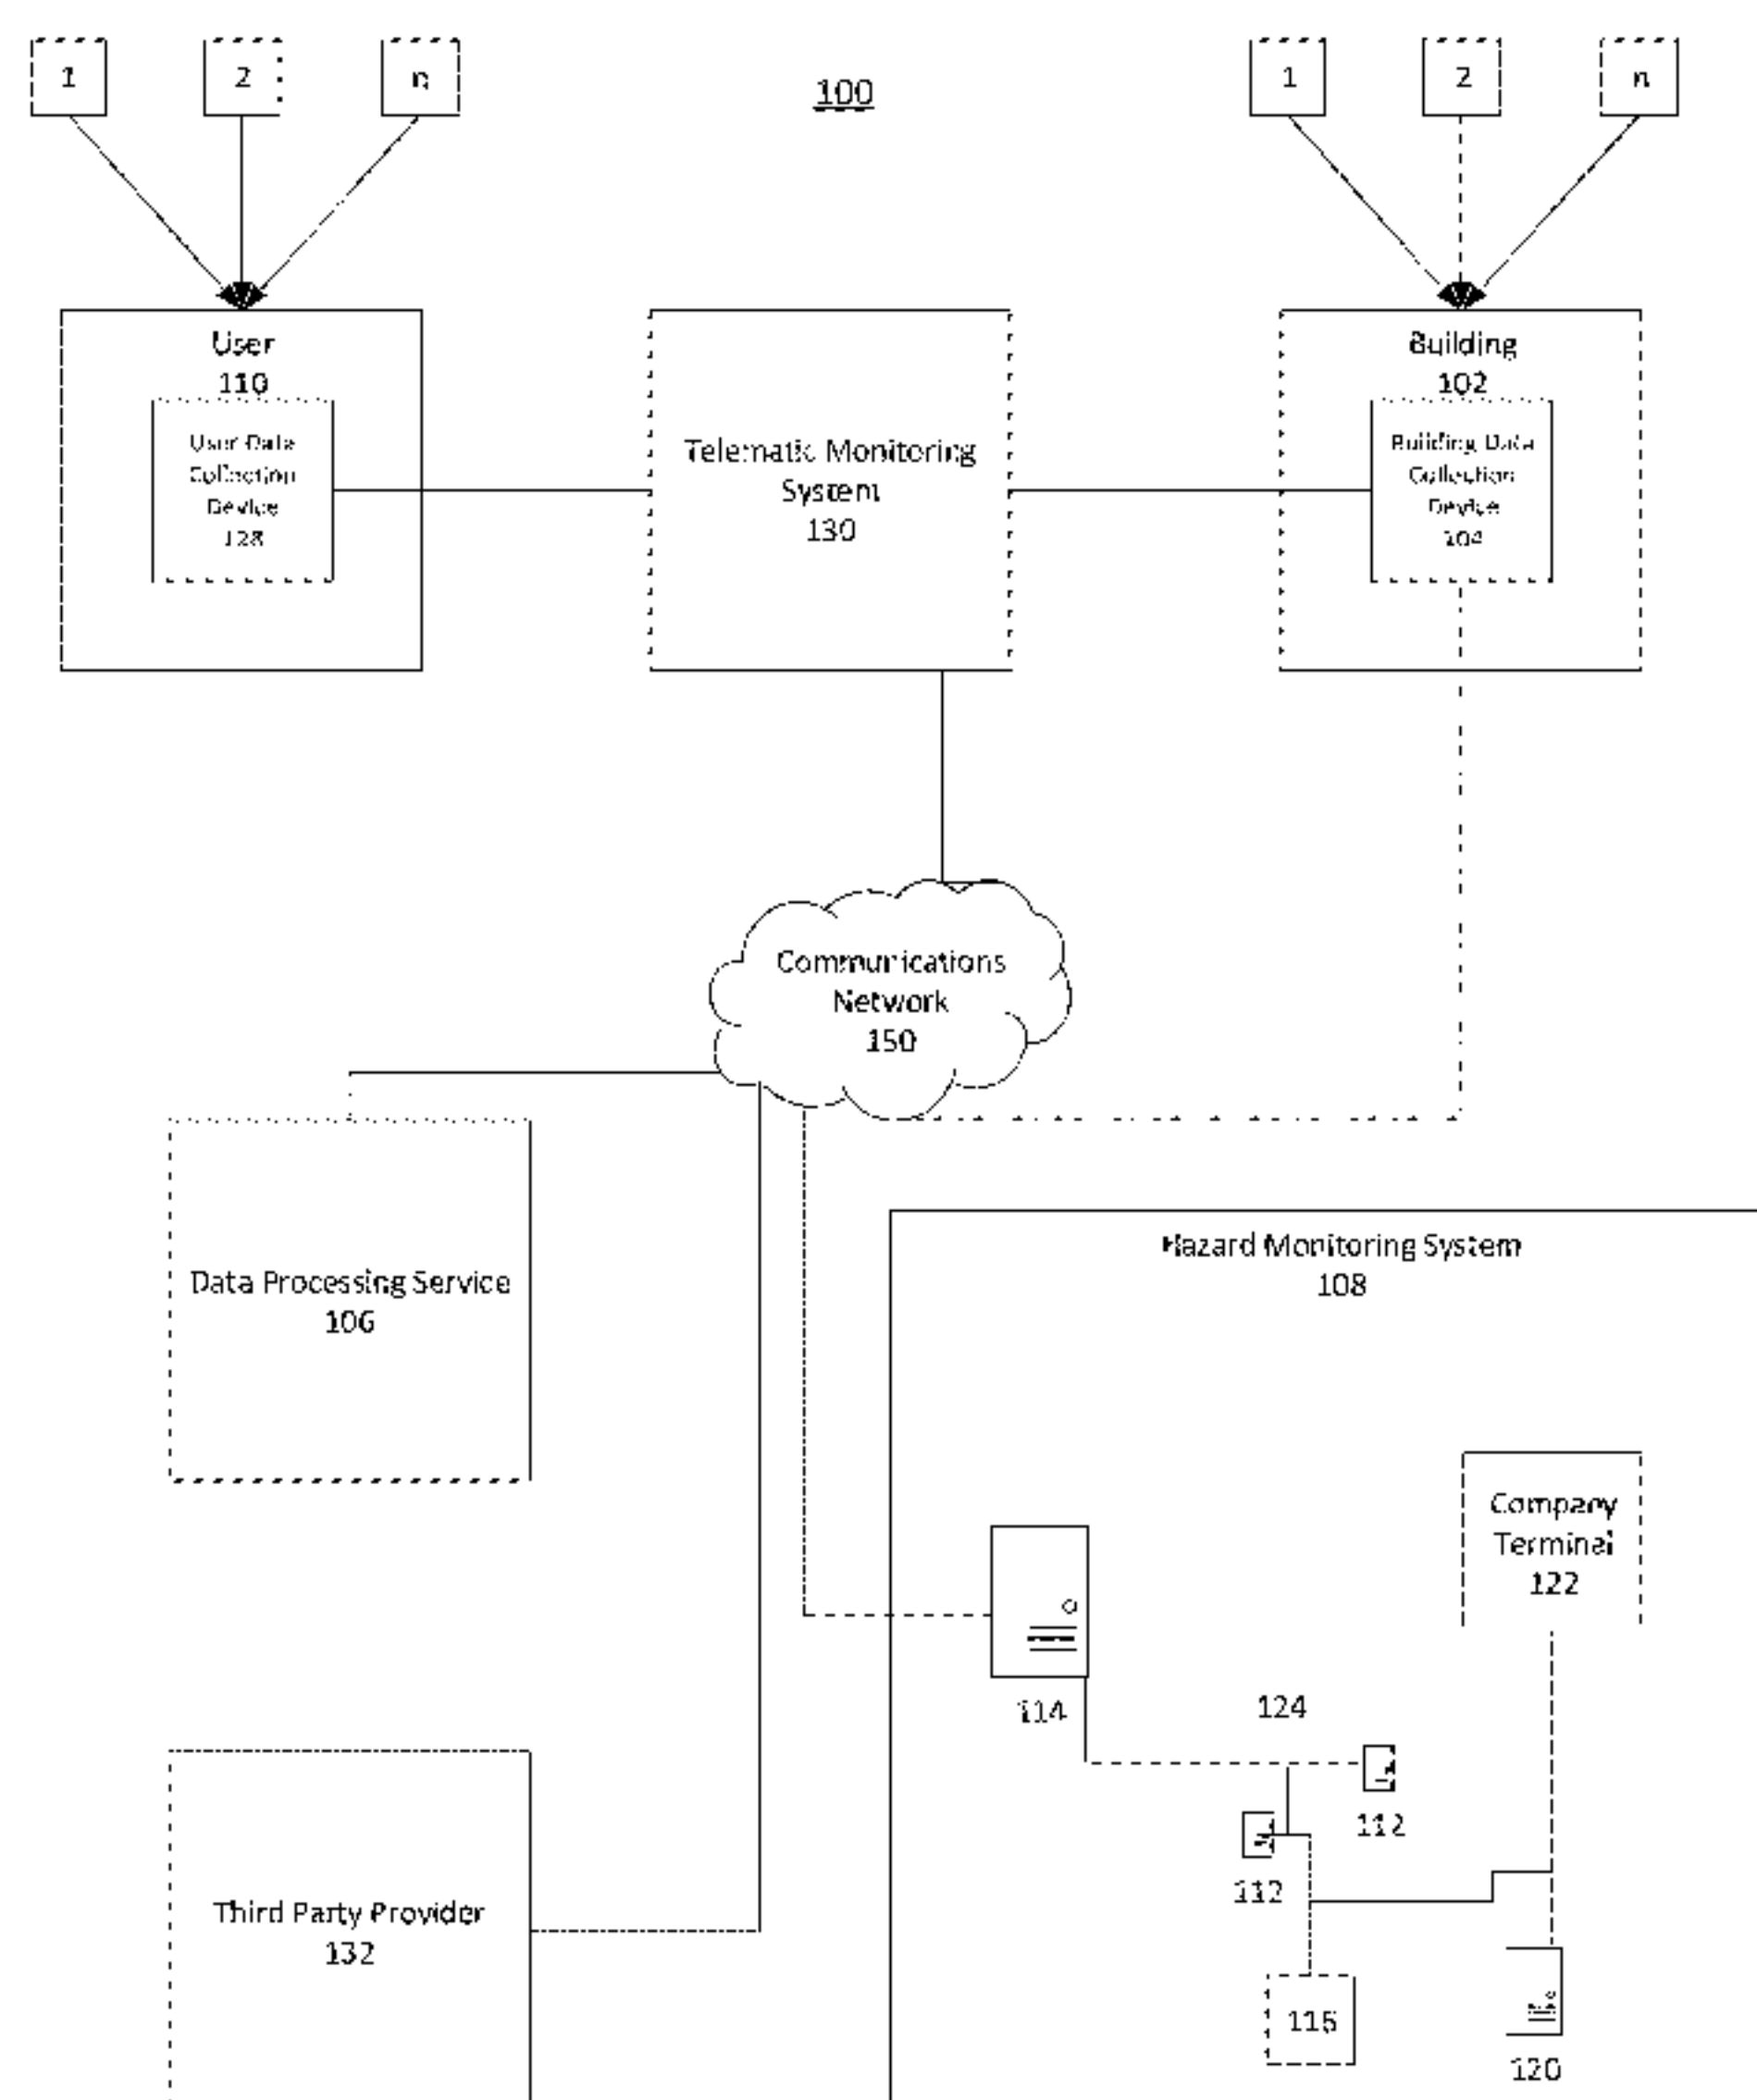 1
2
n
100
1
2
n
User
110
User Data
Collection
Device
128
Telematic Monitoring
System
130
Building
102
Building Data
Collection
Device
104
Communications
Network
150
Data Processing Service
106
Hazard Monitoring System
108
Company
Terminal
122
114
124
112
112
Third Party Provider
132
116
120